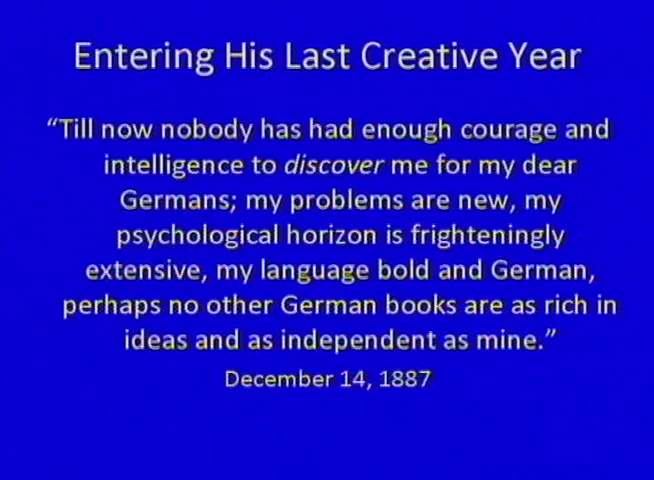 Entering His Last Creative Year
“Till now nobody has had enough courage and
intelligence to discover me for my dear
Germans; my problems are new, my
psychological horizon is frighteningly
extensive, my language bold and German,
perhaps no other German books are as rich in
ideas and as independent as mine.”
December 14, 1887